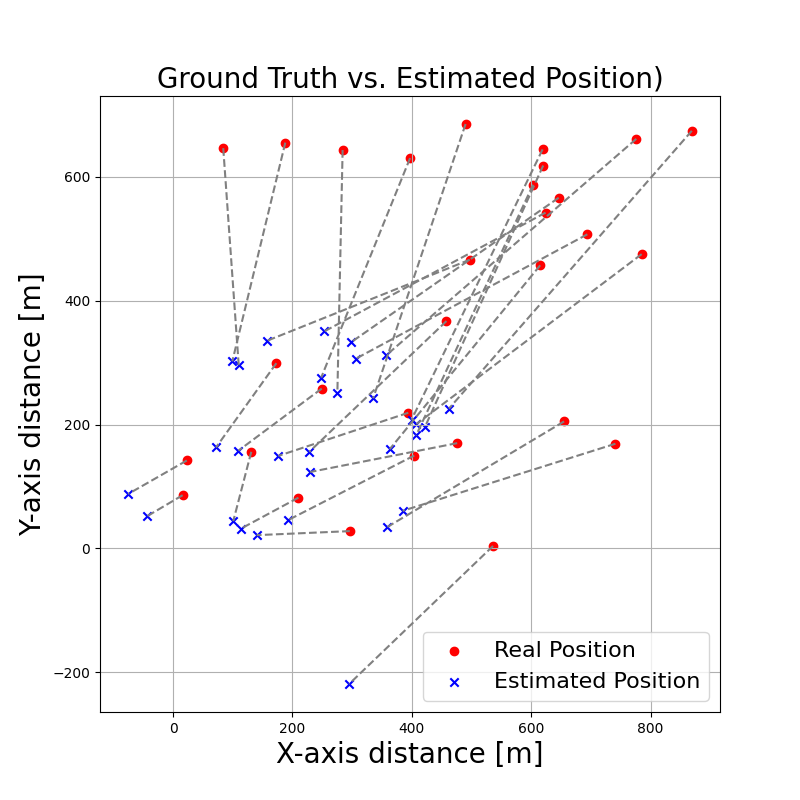 Ground Truth vs. Estimated Position)
Y-axis distance [m]
600
400
200
0
−200
0 200 400 600 800
X-axis distance [m]
Real Position
Estimated Position